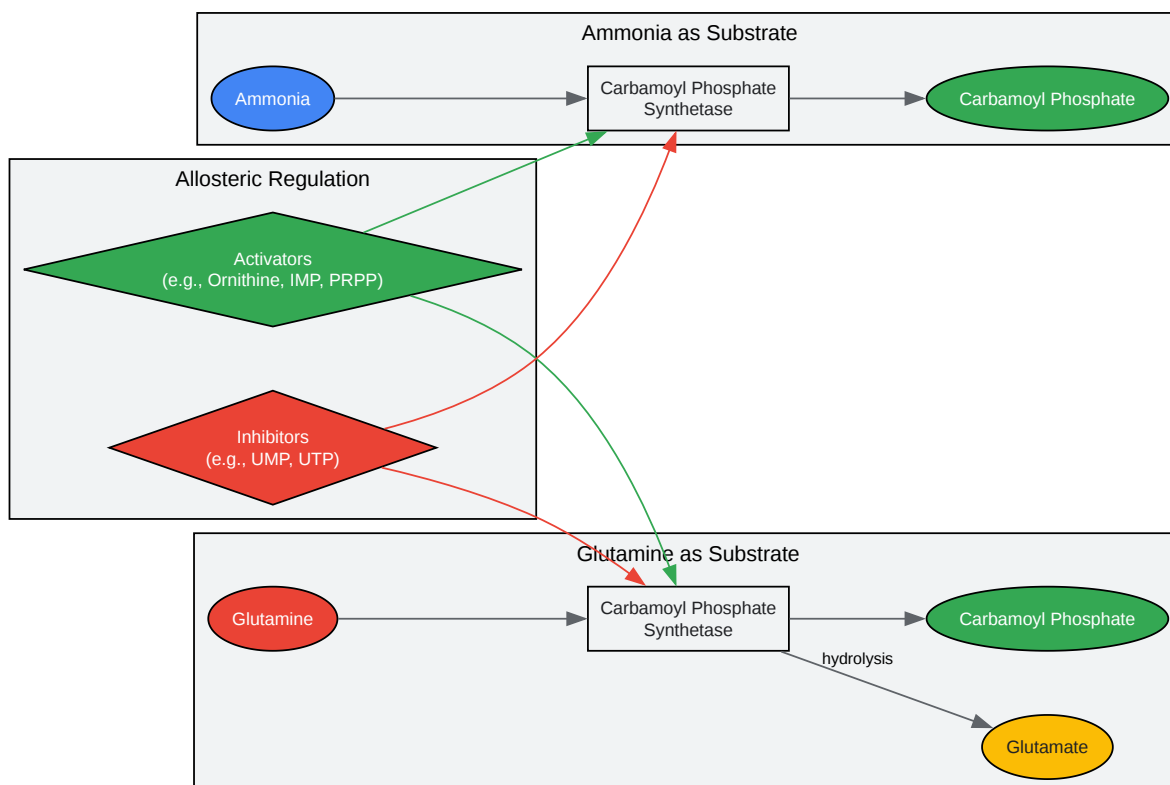 Ammonia as Substrate
Ammonia
Carbamoyl Phosphate
Synthetase
Carbamoyl Phosphate
Allosteric Regulation
Activators
(e.g., Ornithine, IMP, PRPP)
Inhibitors
(e.g., UMP, UTP)
Glutamine as Substrate
Glutamine
Carbamoyl Phosphate
Synthetase
Carbamoyl Phosphate
hydrolysis
Glutamate